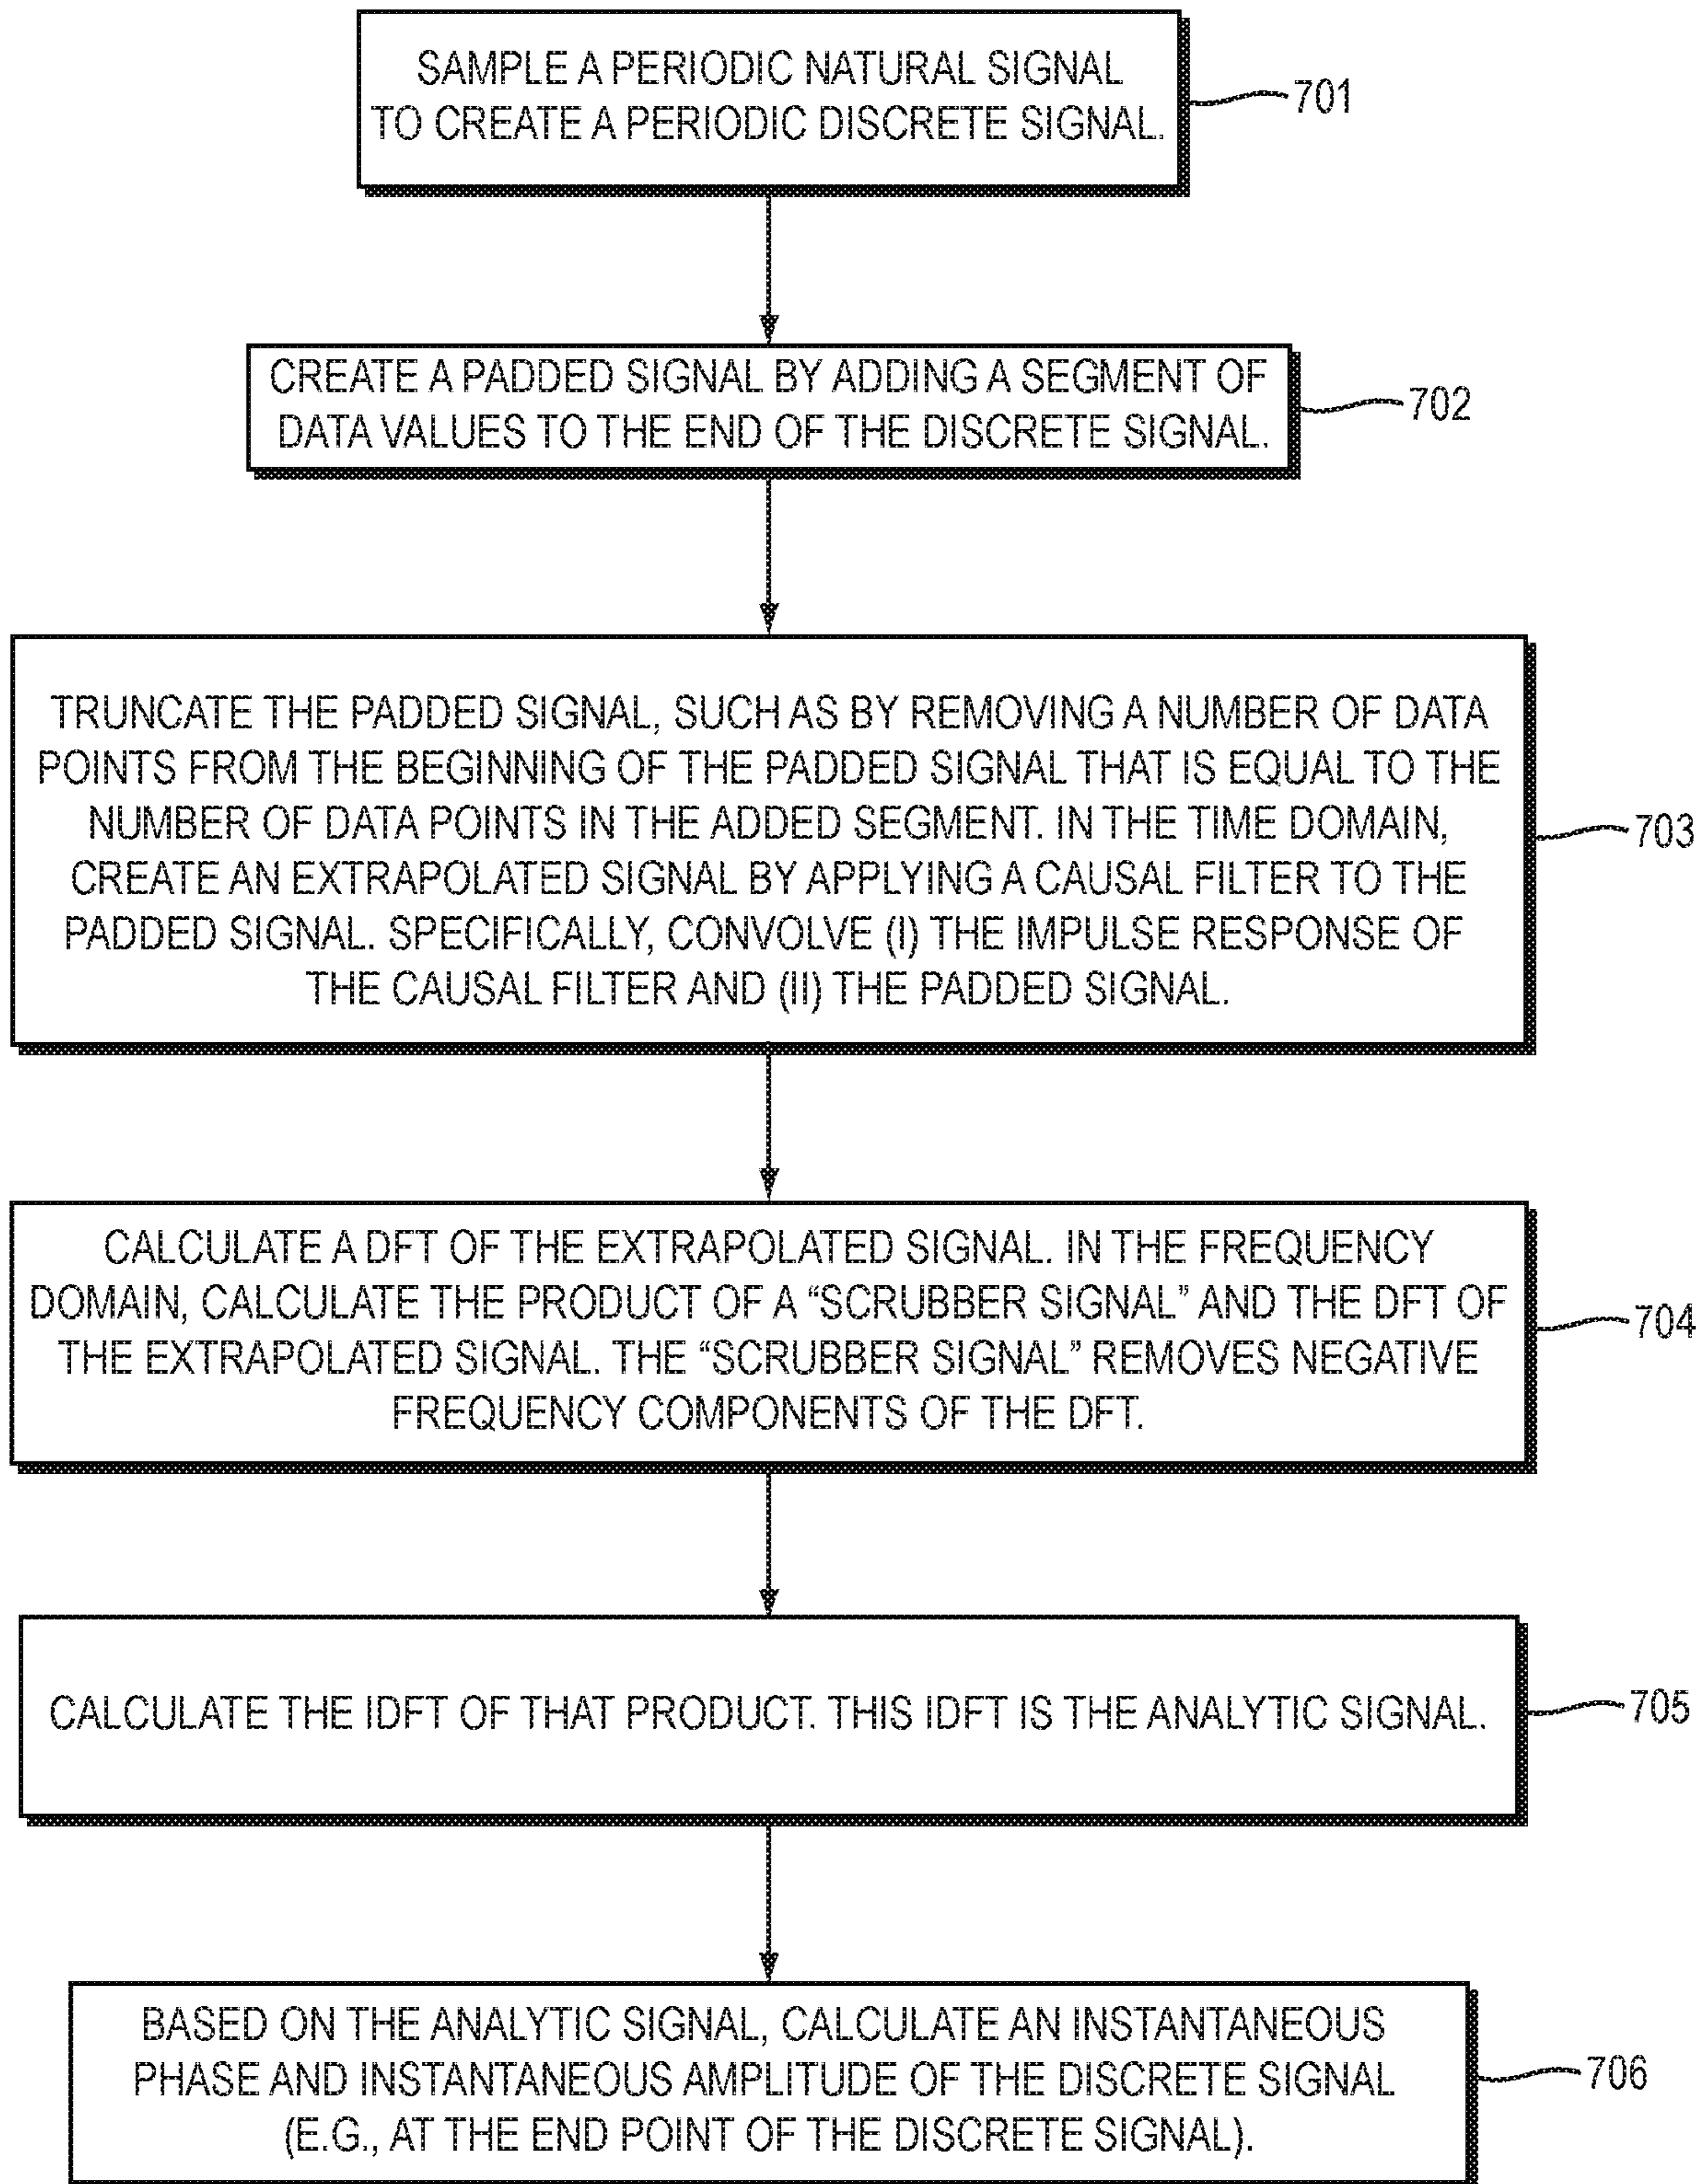 SAMPLE A PERIODIC NATURAL SIGNAL
TO CREATE A PERIODIC DISCRETE SIGNAL.
701
CREATE A PADDED SIGNAL BY ADDING A SEGMENT OF
DATA VALUES TO THE END OF THE DISCRETE SIGNAL.
702
TRUNCATE THE PADDED SIGNAL, SUCH AS BY REMOVING A NUMBER OF DATA
POINTS FROM THE BEGINNING OF THE PADDED SIGNAL THAT IS EQUAL TO THE
NUMBER OF DATA POINTS IN THE ADDED SEGMENT. IN THE TIME DOMAIN,
CREATE AN EXTRAPOLATED SIGNAL BY APPLYING A CAUSAL FILTER TO THE
PADDED SIGNAL. SPECIFICALLY, CONVOLVE (I) THE IMPULSE RESPONSE OF
THE CAUSAL FILTER AND (II) THE PADDED SIGNAL.
703
CALCULATE A DFT OF THE EXTRAPOLATED SIGNAL. IN THE FREQUENCY
DOMAIN, CALCULATE THE PRODUCT OF A “SCRUBBER SIGNAL” AND THE DFT OF
THE EXTRAPOLATED SIGNAL. THE “SCRUBBER SIGNAL” REMOVES NEGATIVE
FREQUENCY COMPONENTS OF THE DFT.
704
CALCULATE THE IDFT OF THAT PRODUCT. THIS IDFT IS THE ANALYTIC SIGNAL.
705
BASED ON THE ANALYTIC SIGNAL, CALCULATE AN INSTANTANEOUS
PHASE AND INSTANTANEOUS AMPLITUDE OF THE DISCRETE SIGNAL
(E.G., AT THE END POINT OF THE DISCRETE SIGNAL).
706